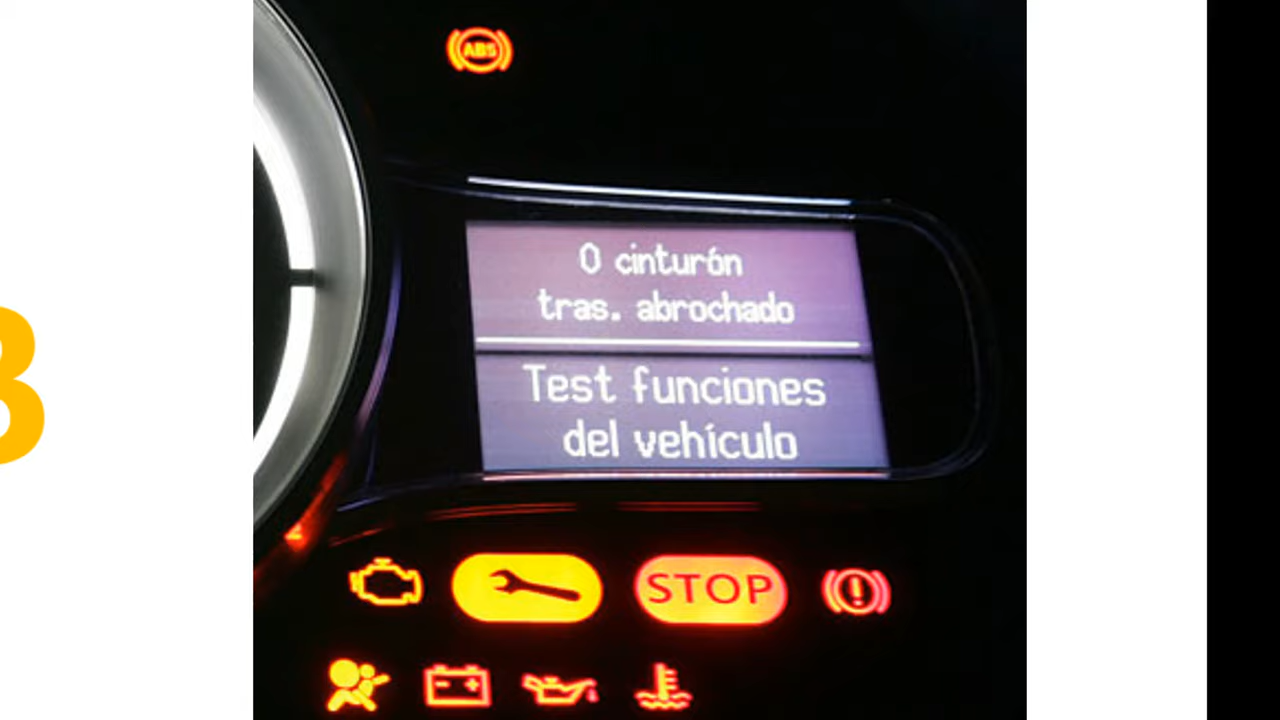 ABS
0 cinturón
tras. abrochado
Test funciones
del vehículo
STOP